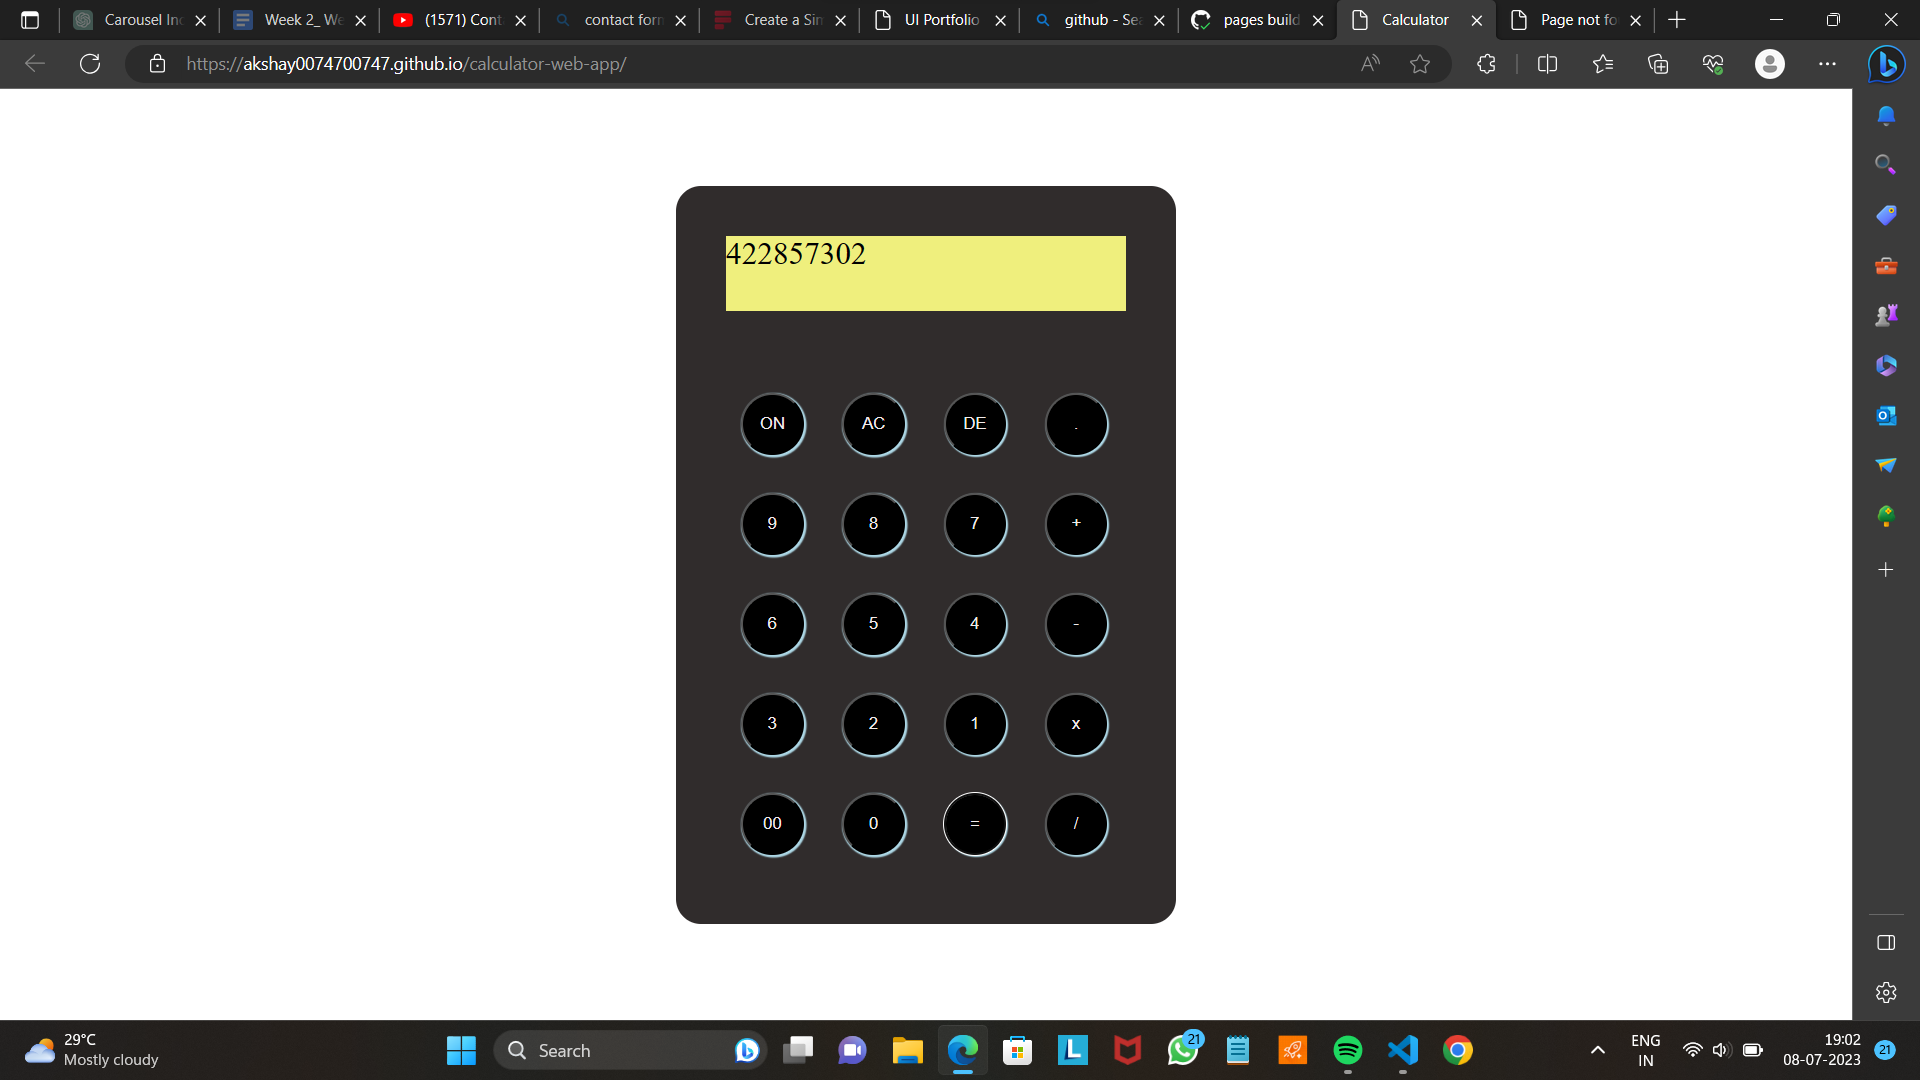 Carousel Inc
Week 2_ We
(1571) Cont
contact form
Create a Sim
UI Portfolio
github - Sea
pages build
Calculator
Page not fo
https://akshay0074700747.github.io/calculator-web-app/
422857302
ON AC DE .
9 8 7 +
6 5 4 -
3 2 1 x
00 0 = /
29°C
Mostly cloudy
Search
21
ENG
IN
19:02
08-07-2023
21